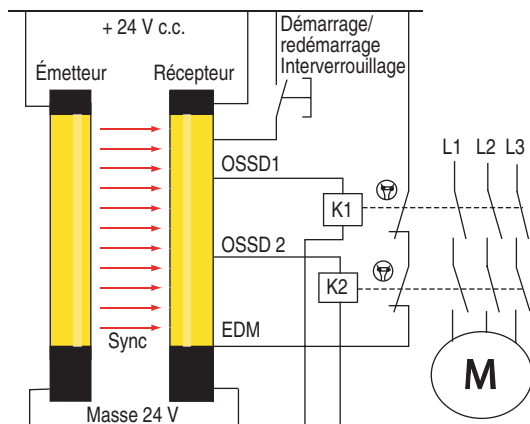 + 24 V c.c.
Démarrage/
redémarrage
Interverrouillage
Émetteur
Récepteur
OSSD1
L1 L2 L3
K1
OSSD 2
K2
EDM
Sync
M
Masse 24 V